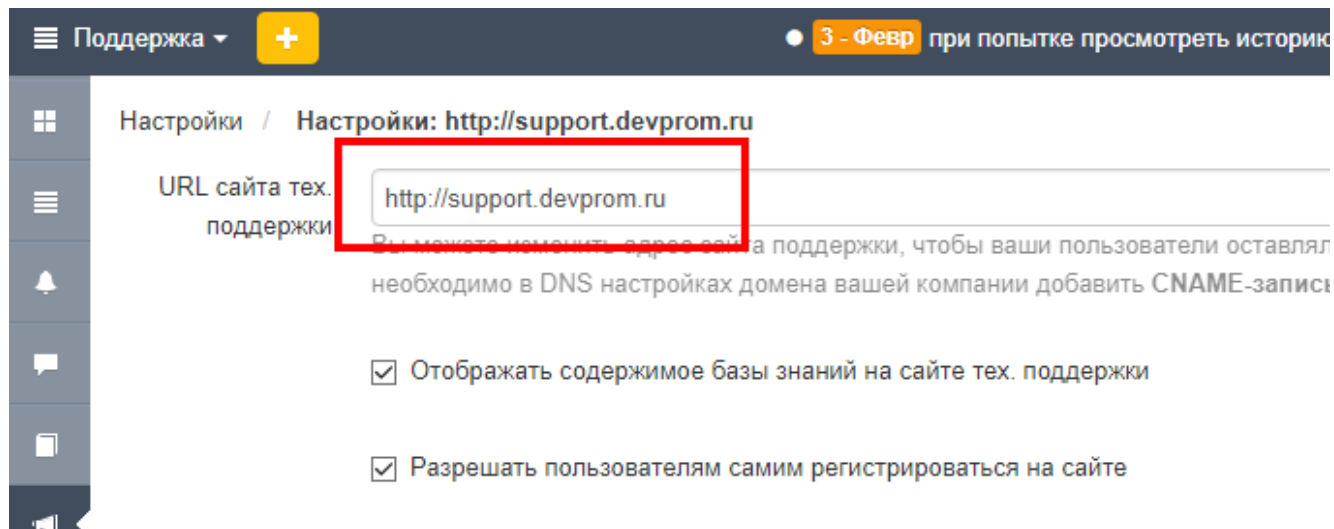 Поддержка
3 - Февр при попытке просмотреть историю
Настройки / Настройки: http://support.devprom.ru
URL сайта тех.
поддержки
http://support.devprom.ru
Вы можете изменить адрес сайта поддержки, чтобы ваши пользователи оставлял
необходимо в DNS настройках домена вашей компании добавить CNAME-запись
Отображать содержимое базы знаний на сайте тех. поддержки
Разрешать пользователям самим регистрироваться на сайте